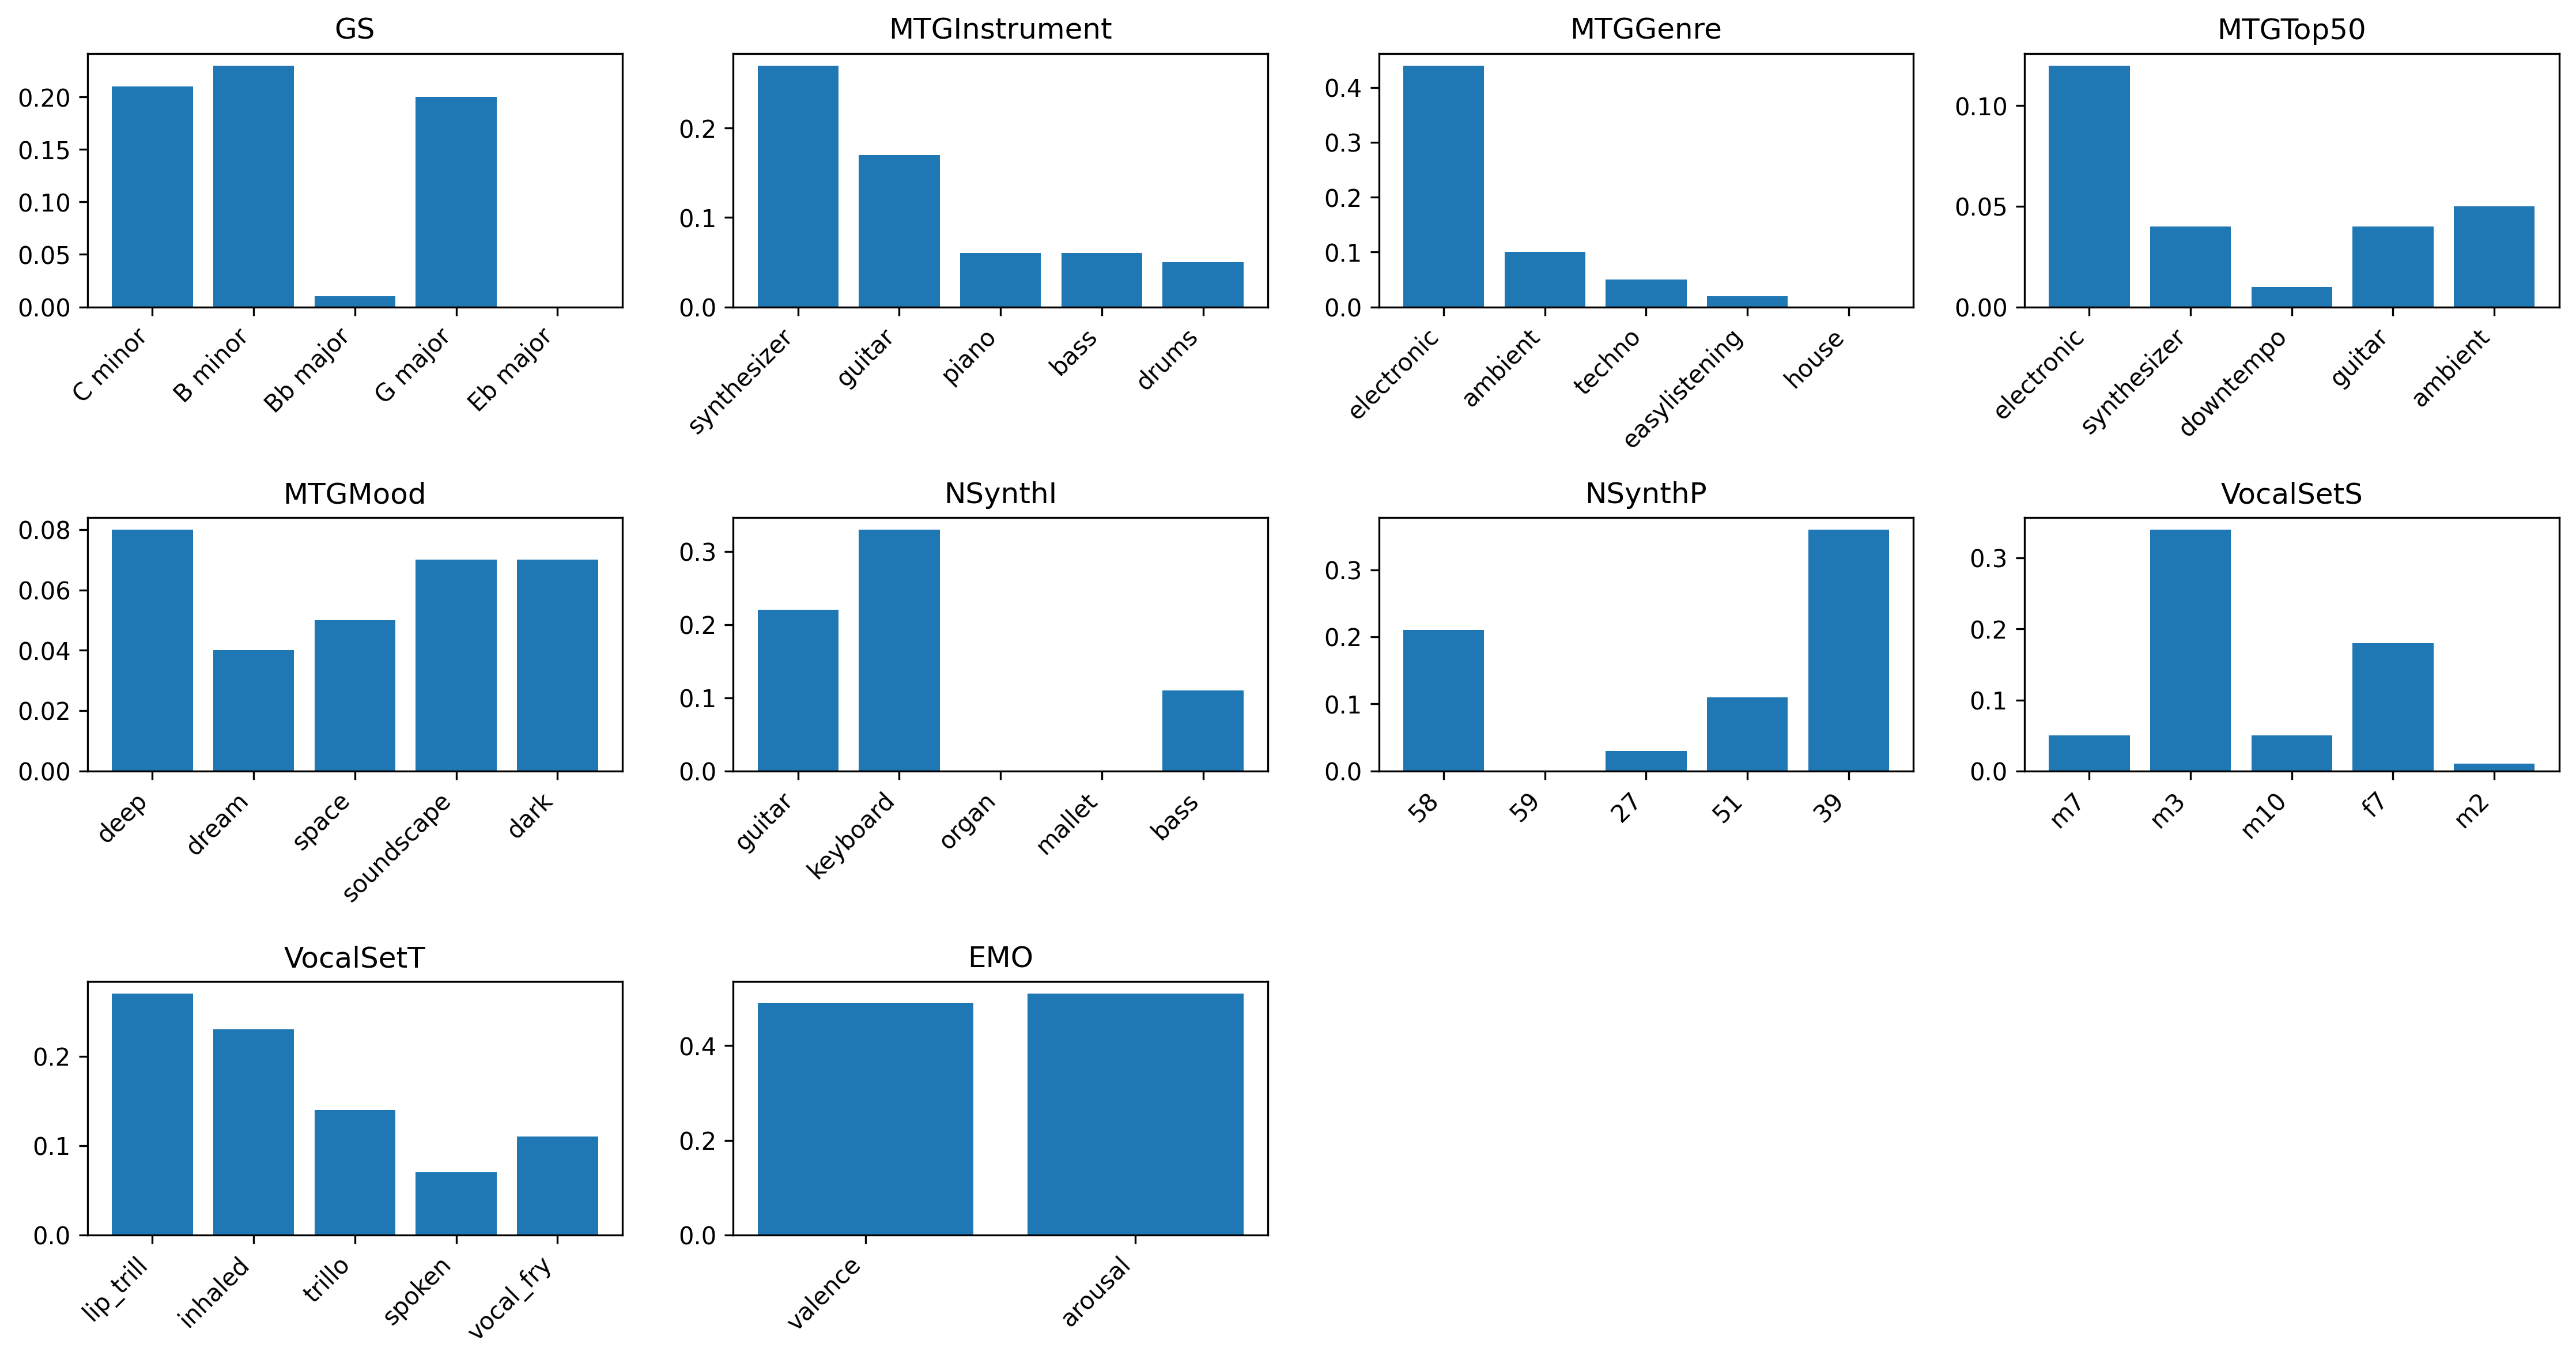 GS
0.20
0.15
0.10
0.05
0.00
C minor
B minor
Bb major
G major
Eb major
MTGInstrument
0.2
0.1
0.0
synthesizer
guitar
piano
bass
drums
MTGGenre
0.4
0.3
0.2
0.1
0.0
electronic
ambient
techno
easylistening
house
MTGTop50
0.10
0.05
0.00
electronic
synthesizer
downtempo
guitar
ambient
MTGMood
0.08
0.06
0.04
0.02
0.00
deep
dream
space
soundscape
dark
NSynthI
0.3
0.2
0.1
0.0
guitar
keyboard
organ
mallet
bass
NSynthP
0.3
0.2
0.1
0.0
58
59
27
51
39
VocalSetS
0.3
0.2
0.1
0.0
m7
m3
m10
f7
m2
VocalSetT
0.2
0.1
0.0
lip_trill
inhaled
trillo
spoken
vocal_fry
EMO
0.4
0.2
0.0
valence
arousal